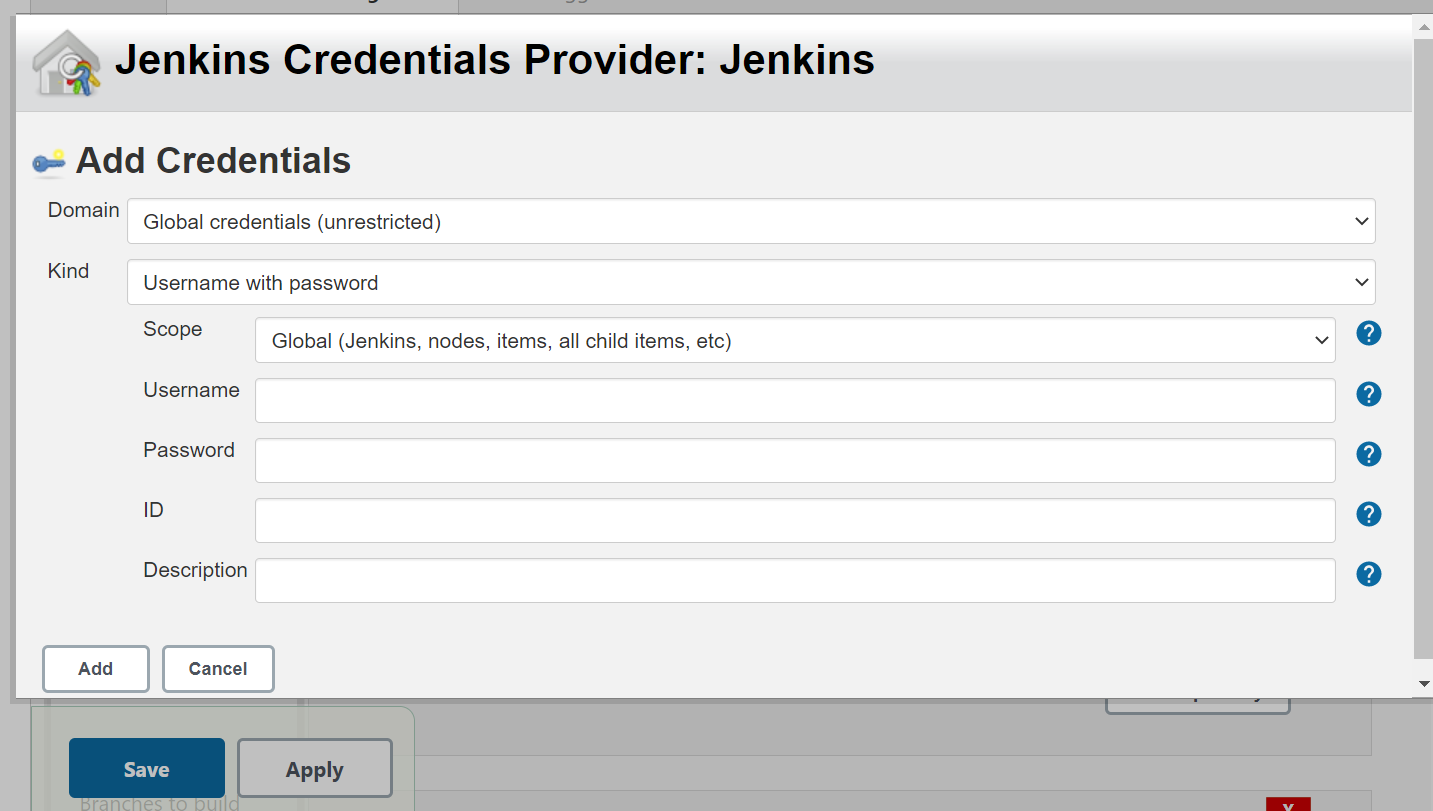 Jenkins Credentials Provider: Jenkins
Add Credentials
Domain
Global credentials (unrestricted)
Kind
Username with password
Scope
Global (Jenkins, nodes, items, all child items, etc)
?
Username
?
Password
?
ID
?
Description
?
Add Cancel
Save Apply
Branches to build
X